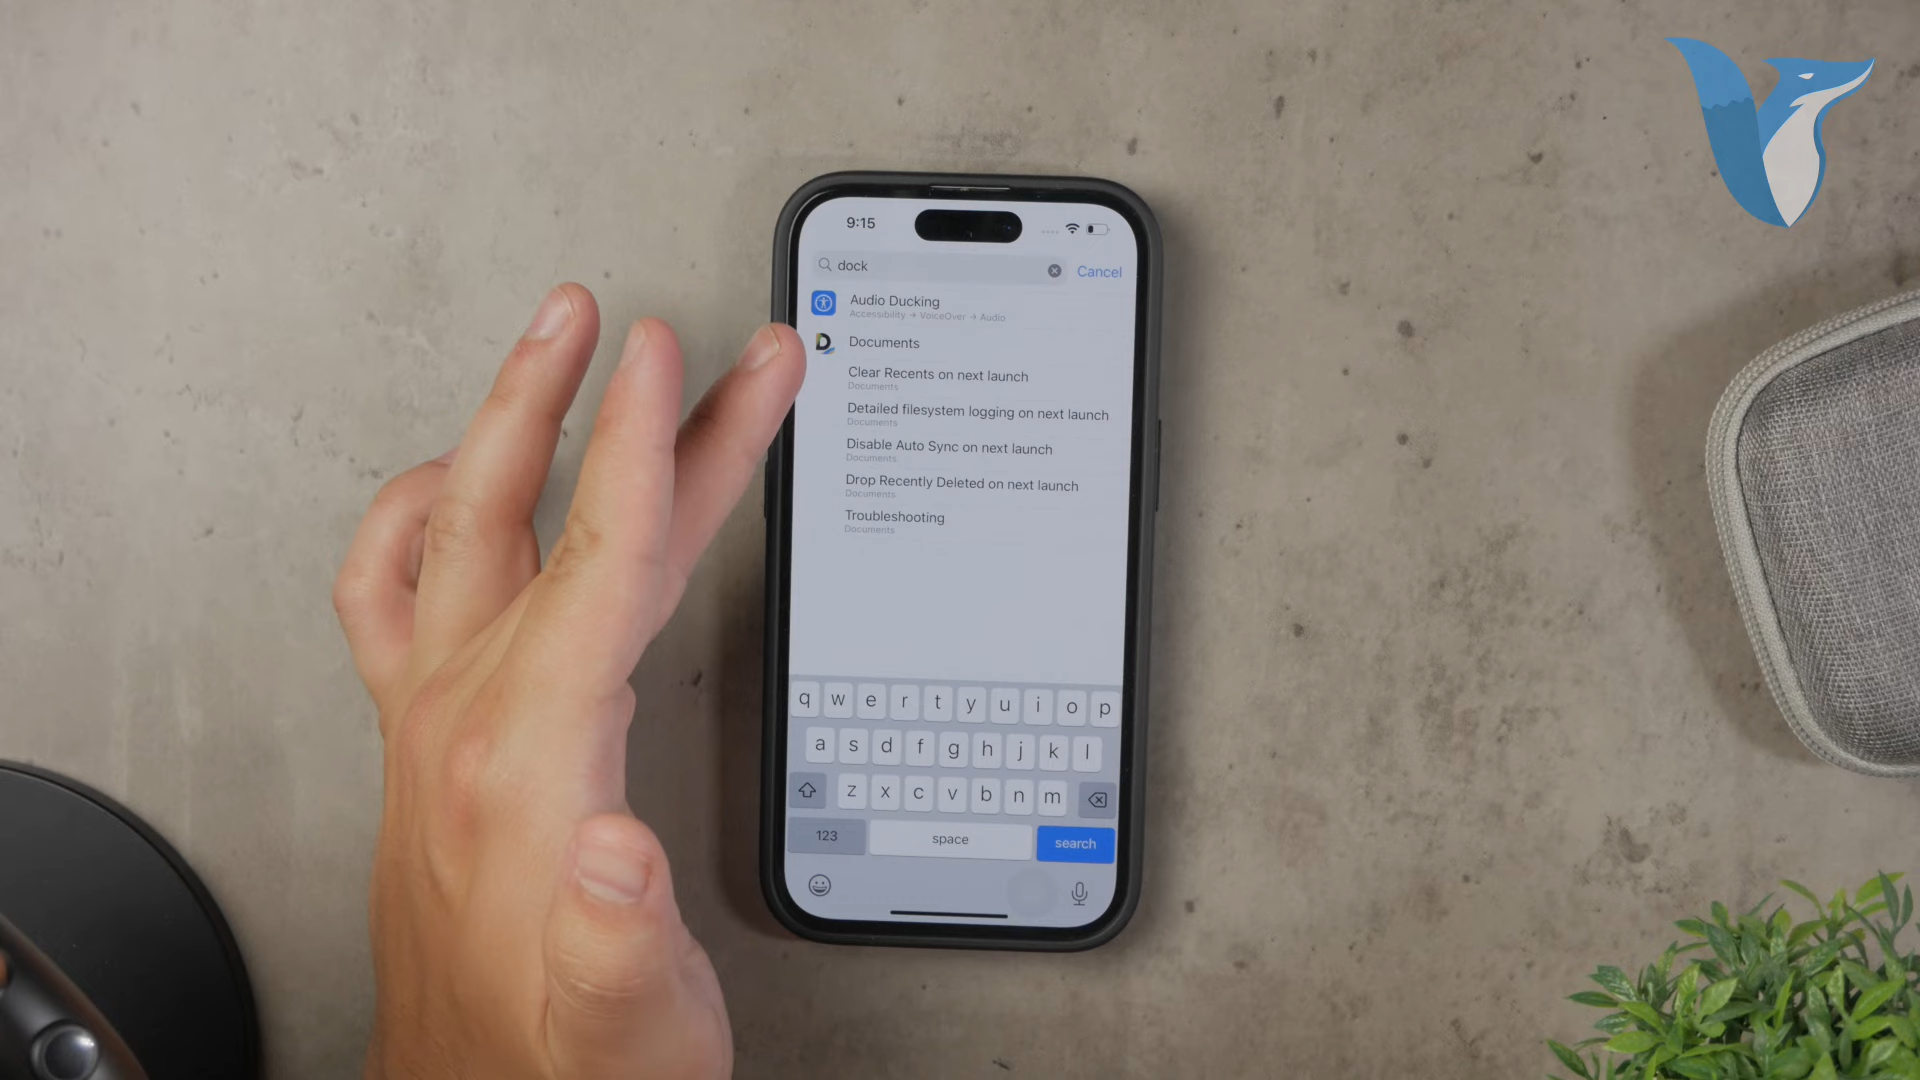 9:15
dock
Cancel
Audio Ducking
Accessibility → VoiceOver → Audio
Documents
Clear Recents on next launch
Documents
Detailed filesystem logging on next launch
Documents
Disable Auto Sync on next launch
Documents
Drop Recently Deleted on next launch
Documents
Troubleshooting
Documents
q w e r t y u i o p
a s d f g h j k l
z x c v b n m
123 space search